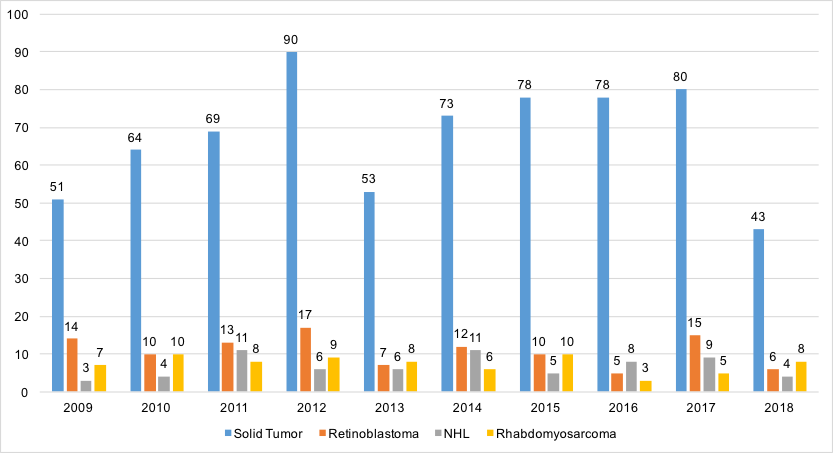 100
90
80
70
60
50
40
30
20
10
0
51 14 3 7
64 10 4 10
69 13 11 8
90 17 6 9
53 7 6 8
73 12 11 6
78 10 5 10
78 5 8 3
80 15 9 5
43 6 4 8
2009 2010 2011 2012 2013 2014 2015 2016 2017 2018
Solid Tumor Retinoblastoma NHL Rhabdomyosarcoma